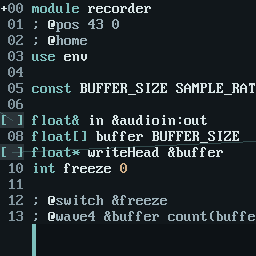 +00 module recorder
01 ; @pos 43 0
02 ; @home
03 use env
04
05 const BUFFER_SIZE SAMPLE_RAT
06
[ ] float& in &audioin:out
08 float[] buffer BUFFER_SIZE
[-] float* writeHead &buffer
10 int freeze 0
11
12 ; @switch &freeze
13 ; @wave4 &buffer count(buffe